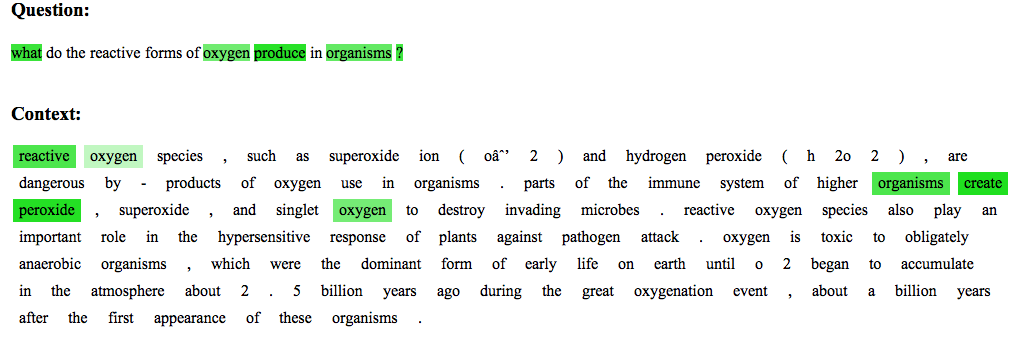 Question:
what do the reactive forms of oxygen produce in organisms ?
Context:
reactive oxygen species , such as superoxide ion ( oâˆ’ 2 ) and hydrogen peroxide ( h 2o 2 ) , are
dangerous by - products of oxygen use in organisms . parts of the immune system of higher organisms create
peroxide , superoxide , and singlet oxygen to destroy invading microbes . reactive oxygen species also play an
important role in the hypersensitive response of plants against pathogen attack . oxygen is toxic to obligately
anaerobic organisms , which were the dominant form of early life on earth until o 2 began to accumulate
in the atmosphere about 2 . 5 billion years ago during the great oxygenation event , about a billion years
after the first appearance of these organisms .